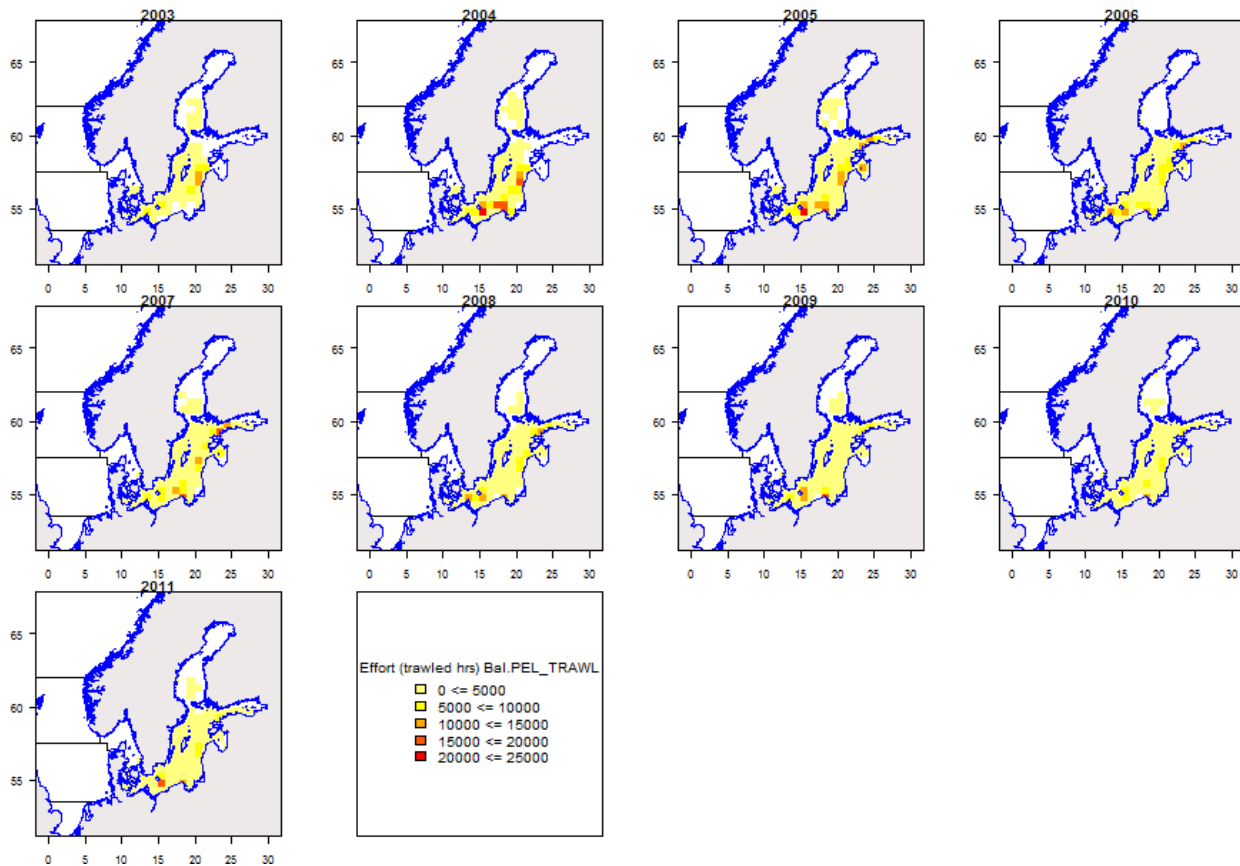 2003 2004 2005 2006
65 65 65 65
60 60 60 60
55 55 55 55
0 5 10 15 20 25 30 0 5 10 15 20 25 30 0 5 10 15 20 25 30 0 5 10 15 20 25 30
2007 2008 2009 2010
65 65 65 65
60 60 60 60
55 55 55 55
0 5 10 15 20 25 30 0 5 10 15 20 25 30 0 5 10 15 20 25 30 0 5 10 15 20 25 30
2011
65
60
55
0 5 10 15 20 25 30
Effort (trawled hrs) Bal.PEL_TRAWL
0 <= 5000
5000 <= 10000
10000 <= 15000
15000 <= 20000
20000 <= 25000